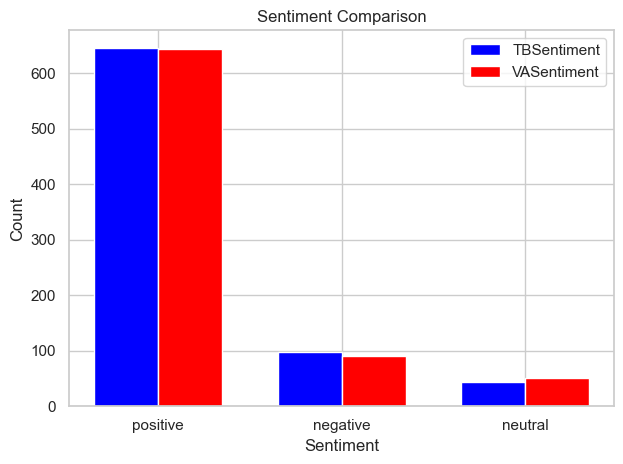 Sentiment Comparison
TBSentiment
VASentiment
Count
600
500
400
300
200
100
0
positive
negative
neutral
Sentiment